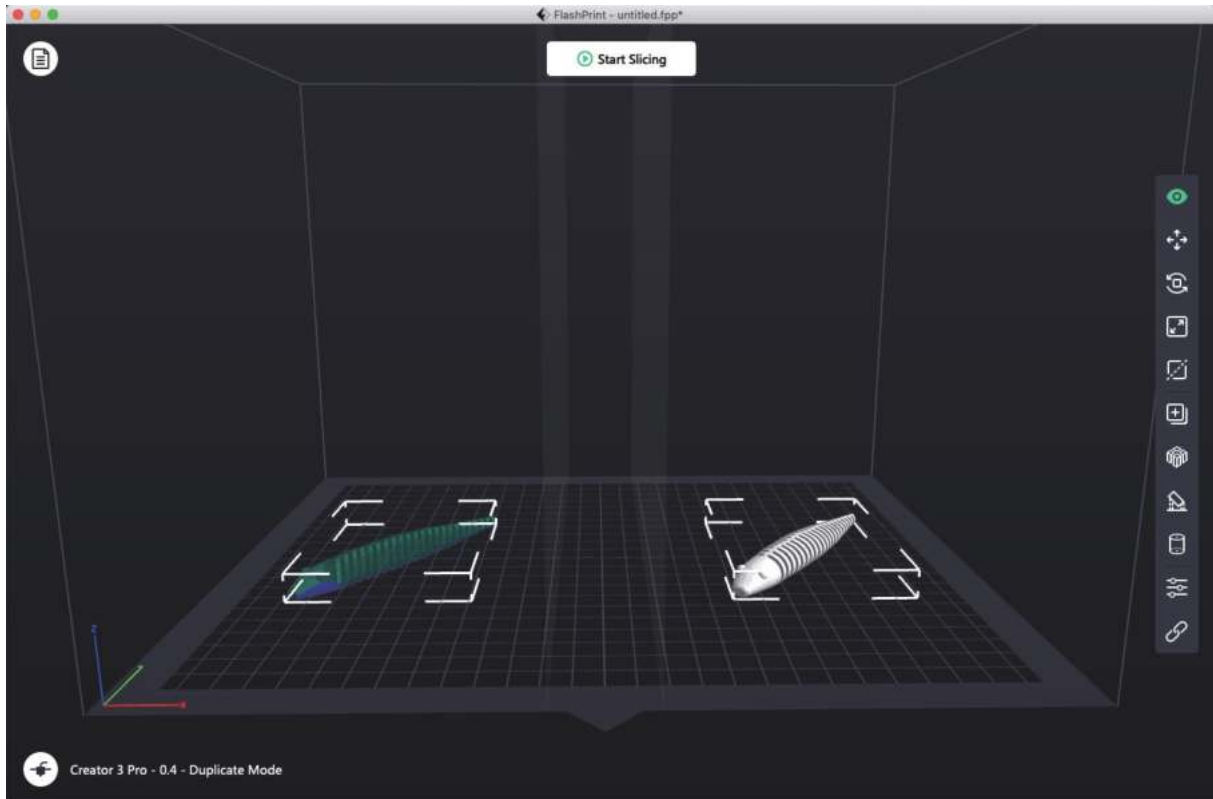 FlashPrint - untitled.fpp*
Start Slicing
Creator 3 Pro - 0.4 - Duplicate Mode